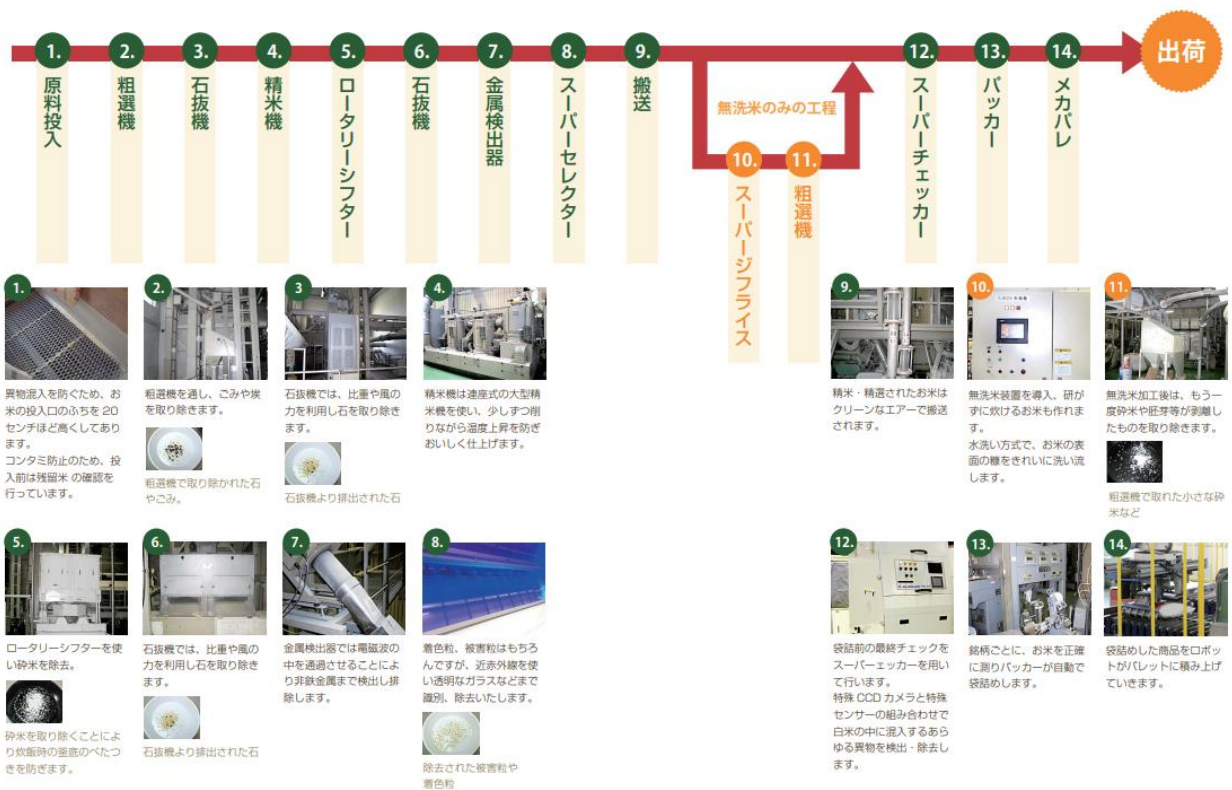 1.
原料投入
2.
粗選機
3.
石抜機
4.
精米機
5.
ロータリーシフター
6.
石抜機
7.
金属検出器
8.
スーパーセレクター
9.
搬送
無洗米のみの工程
10.
スーパージフライス
11.
粗選機
12.
スーパーチェッカー
13.
パッカー
14.
メカパレ
出荷
1.
異物混入を防ぐため、お
米の投入口のふちを 20
センチほど高くしてあり
ます。
コンタミ防止のため、投
入前は残留米 の確認を
行っています。
2.
粗選機を通し、ごみや埃
を取り除きます。
粗選機で取り除かれた石
やごみ。
3
石抜機では、比重や風の
力を利用し石を取り除き
ます。
石抜機より排出された石
4.
精米機は連座式の大型精
米機を使い、少しずつ削
りながら温度上昇を防ぎ
おいしく仕上げます。
9.
精米・精選されたお米は
クリーンなエアーで搬送
されます。
10.
無洗米装置を導入、研が
ずに炊けるお米も作れま
す。
水洗い方式で、お米の表
面の糠をきれいに洗い流
します。
11.
無洗米加工後は、もう一
度砕米や胚芽等が剥離し
たものを取り除きます。
粗選機で取れた小さな砕
米など
5.
ロータリーシフターを使
い砕米を除去。
砕米を取り除くことによ
り炊飯時の釜底のべたつ
きを防ぎます。
6.
石抜機では、比重や風の
力を利用し石を取り除き
ます。
石抜機より排出された石
7.
金属検出器では電磁波の
中を通過させることによ
り非鉄金属まで検出し排
除します。
8.
着色粒、被害粒はもちろ
んですが、近赤外線を使
い透明なガラスなどまで
識別、除去いたします。
除去された被害粒や
着色粒
12.
袋詰前の最終チェックを
スーパーェッカーを用い
て行います。
特殊 CCD カメラと特殊
センサーの組み合わせで
白米の中に混入するあら
ゆる異物を検出・除去し
ます。
13.
銘柄ごとに、お米を正確
に測りパッカーが自動で
袋詰めします。
14.
袋詰めした商品をロボッ
トがパレットに積み上げ
ていきます。